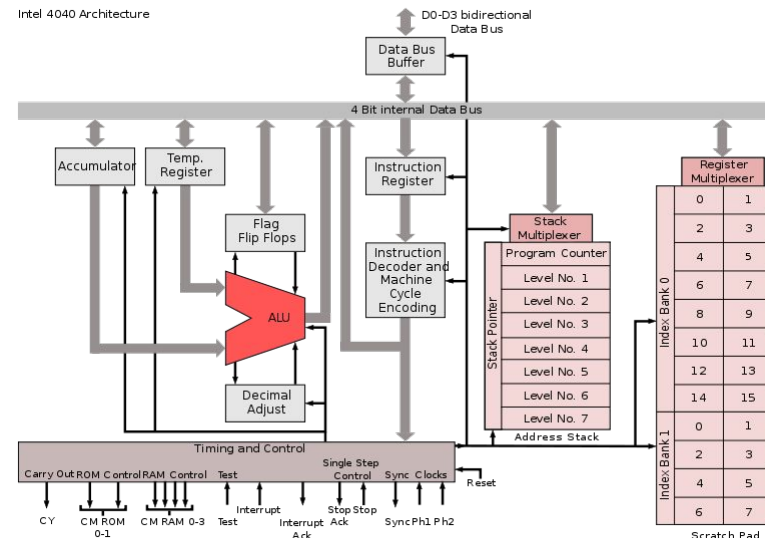 Intel 4040 Architecture
D0-D3 bidirectional
Data Bus
Data Bus
Buffer
4 Bit internal Data Bus
Accumulator
Temp.
Register
Instruction
Register
Register
Multiplexer
Flag
Flip Flops
Stack
Multiplexer
Instruction
Decoder and
Machine
Cycle
Encoding
ALU
Decimal
Adjust
Stack Pointer
Program Counter
Level No. 1
Level No. 2
Level No. 3
Level No. 4
Level No. 5
Level No. 6
Level No. 7
Address Stack
Index Bank 0
0 1
2 3
4 5
6 7
8 9
10 11
12 13
14 15
Index Bank 1
0 1
2 3
4 5
6 7
Scratch Pad
Timing and Control
Carry Out ROM Control RAM Control Test
Single Step
Control
Sync Clocks
Reset
CY
CM ROM
0-1
CM RAM 0-3
Test
Interrupt
Interrupt
Ack
Stop
Ack
Stop
Sync Ph1 Ph2